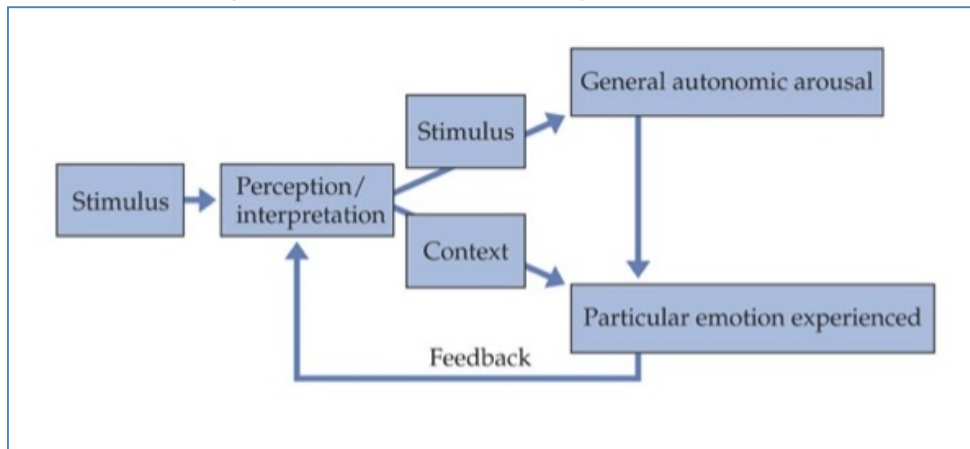 General autonomic arousal
Stimulus
Stimulus
Perception/
interpretation
Context
Particular emotion experienced
Feedback